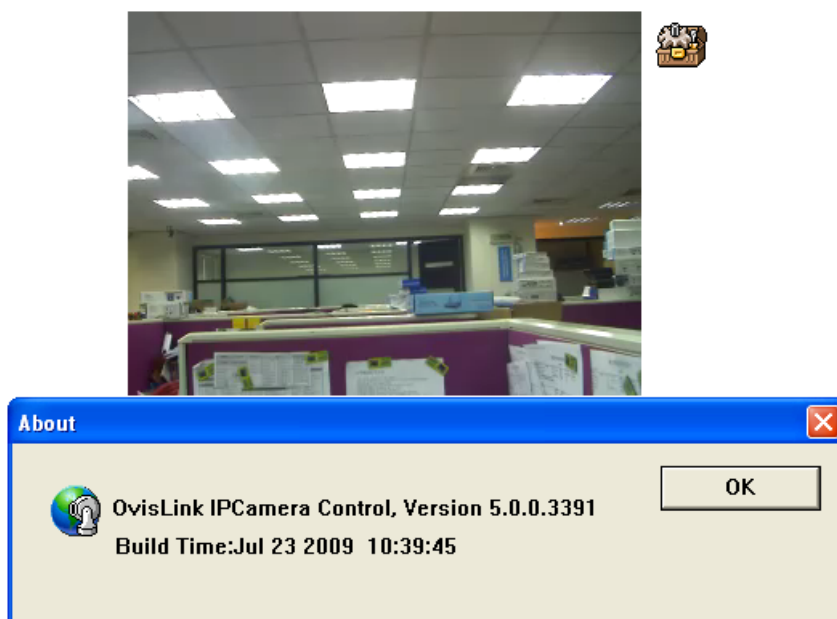 About
OK
OvisLink IPCamera Control, Version 5.0.0.3391
Build Time:Jul 23 2009  10:39:45